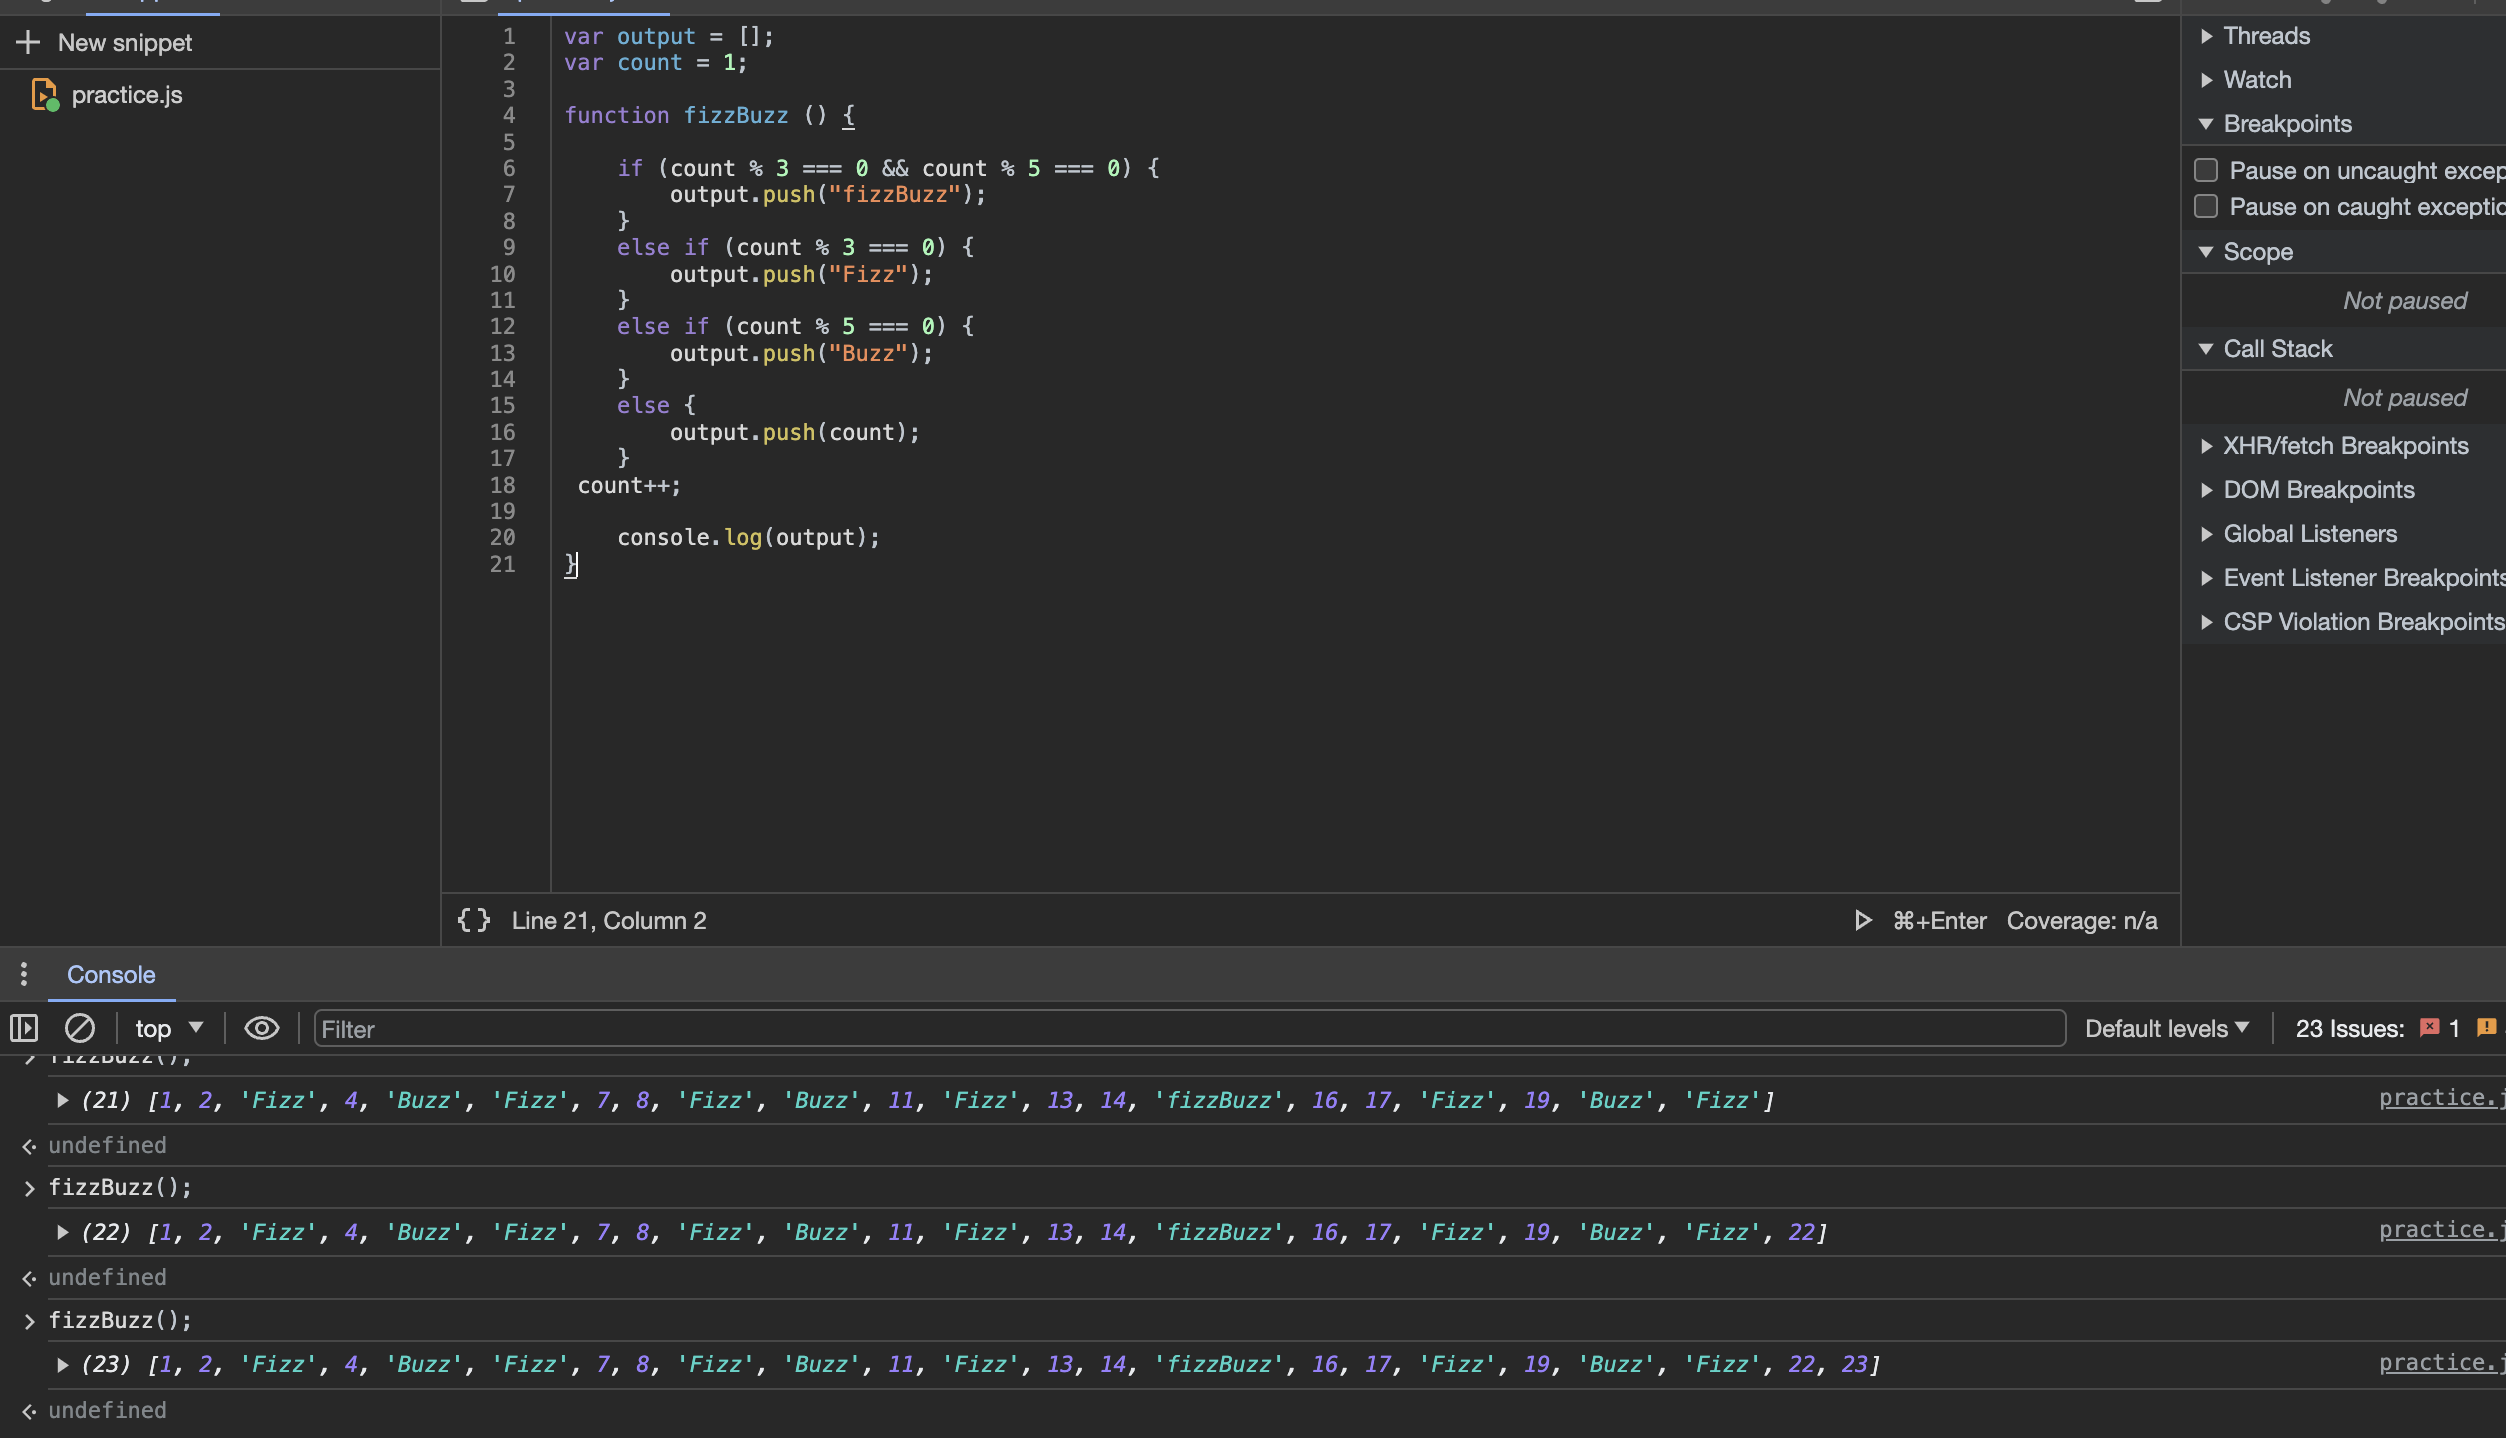 New snippet
practice.js
1 var output = [];
2 var count = 1;
3
4 function fizzBuzz () {
5
6 if (count % 3 === 0 && count % 5 === 0) {
7 output.push("fizzBuzz");
8 }
9 else if (count % 3 === 0) {
10 output.push("Fizz");
11 }
12 else if (count % 5 === 0) {
13 output.push("Buzz");
14 }
15 else {
16 output.push(count);
17 }
18 count++;
19
20 console.log(output);
21 }
{ } Line 21, Column 2
⌘+Enter Coverage: n/a
Threads
Watch
Breakpoints
Pause on uncaught excep
Pause on caught exceptio
Scope
Not paused
Call Stack
Not paused
XHR/fetch Breakpoints
DOM Breakpoints
Global Listeners
Event Listener Breakpoints
CSP Violation Breakpoints
Console
top Filter Default levels 23 Issues: 1
fizzBuzz();
(21) [1, 2, 'Fizz', 4, 'Buzz', 'Fizz', 7, 8, 'Fizz', 'Buzz', 11, 'Fizz', 13, 14, 'fizzBuzz', 16, 17, 'Fizz', 19, 'Buzz', 'Fizz'] practice.j
undefined
fizzBuzz();
(22) [1, 2, 'Fizz', 4, 'Buzz', 'Fizz', 7, 8, 'Fizz', 'Buzz', 11, 'Fizz', 13, 14, 'fizzBuzz', 16, 17, 'Fizz', 19, 'Buzz', 'Fizz', 22] practice.j
undefined
fizzBuzz();
(23) [1, 2, 'Fizz', 4, 'Buzz', 'Fizz', 7, 8, 'Fizz', 'Buzz', 11, 'Fizz', 13, 14, 'fizzBuzz', 16, 17, 'Fizz', 19, 'Buzz', 'Fizz', 22, 23] practice.j
undefined